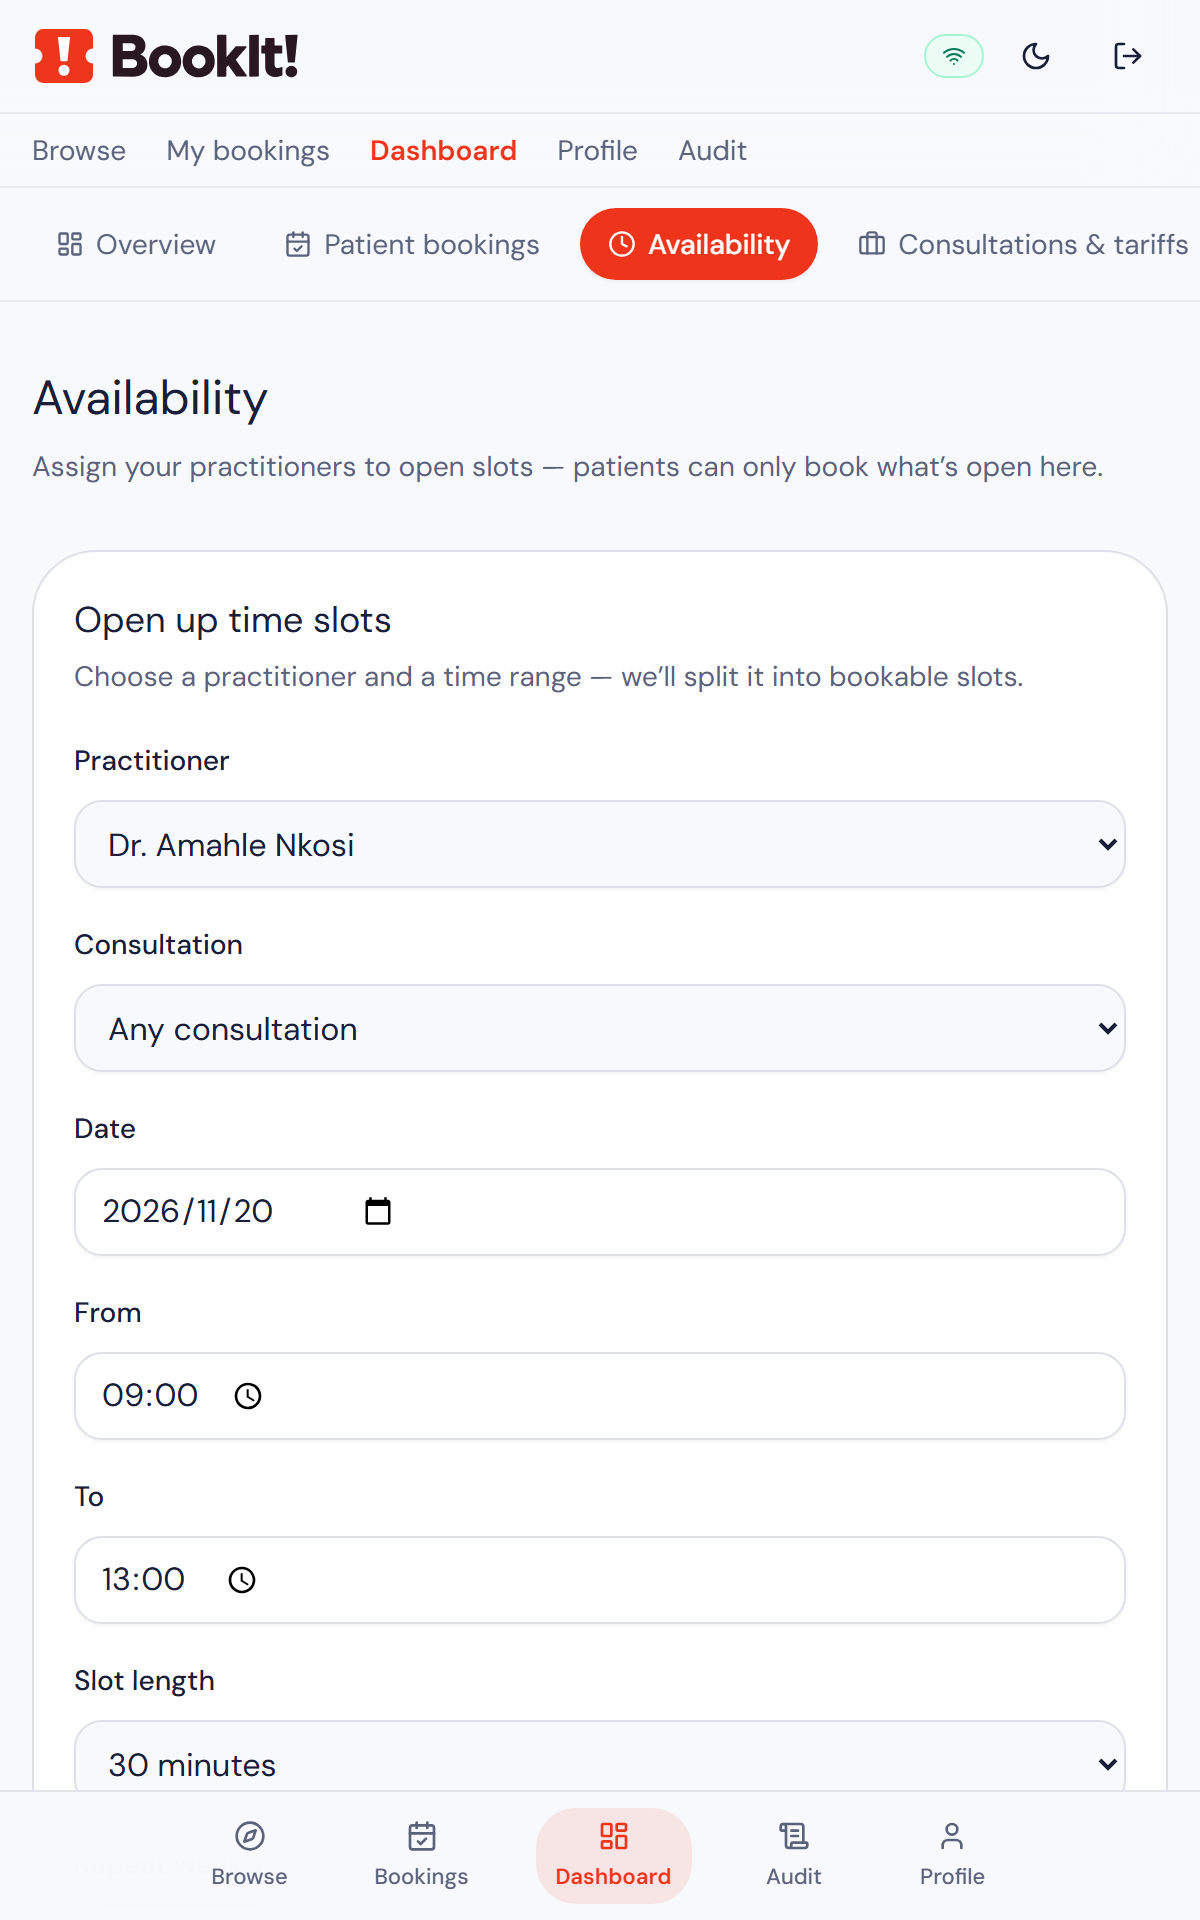 BookIt!
Browse
My bookings
Dashboard
Profile
Audit
Overview
Patient bookings
Availability
Consultations & tariffs
Availability
Assign your practitioners to open slots — patients can only book what’s open here.
Open up time slots
Choose a practitioner and a time range — we’ll split it into bookable slots.
Practitioner
Dr. Amahle Nkosi
Consultation
Any consultation
Date
2026/11/20
From
09:00
To
13:00
Slot length
30 minutes
Browse
Bookings
Dashboard
Audit
Profile